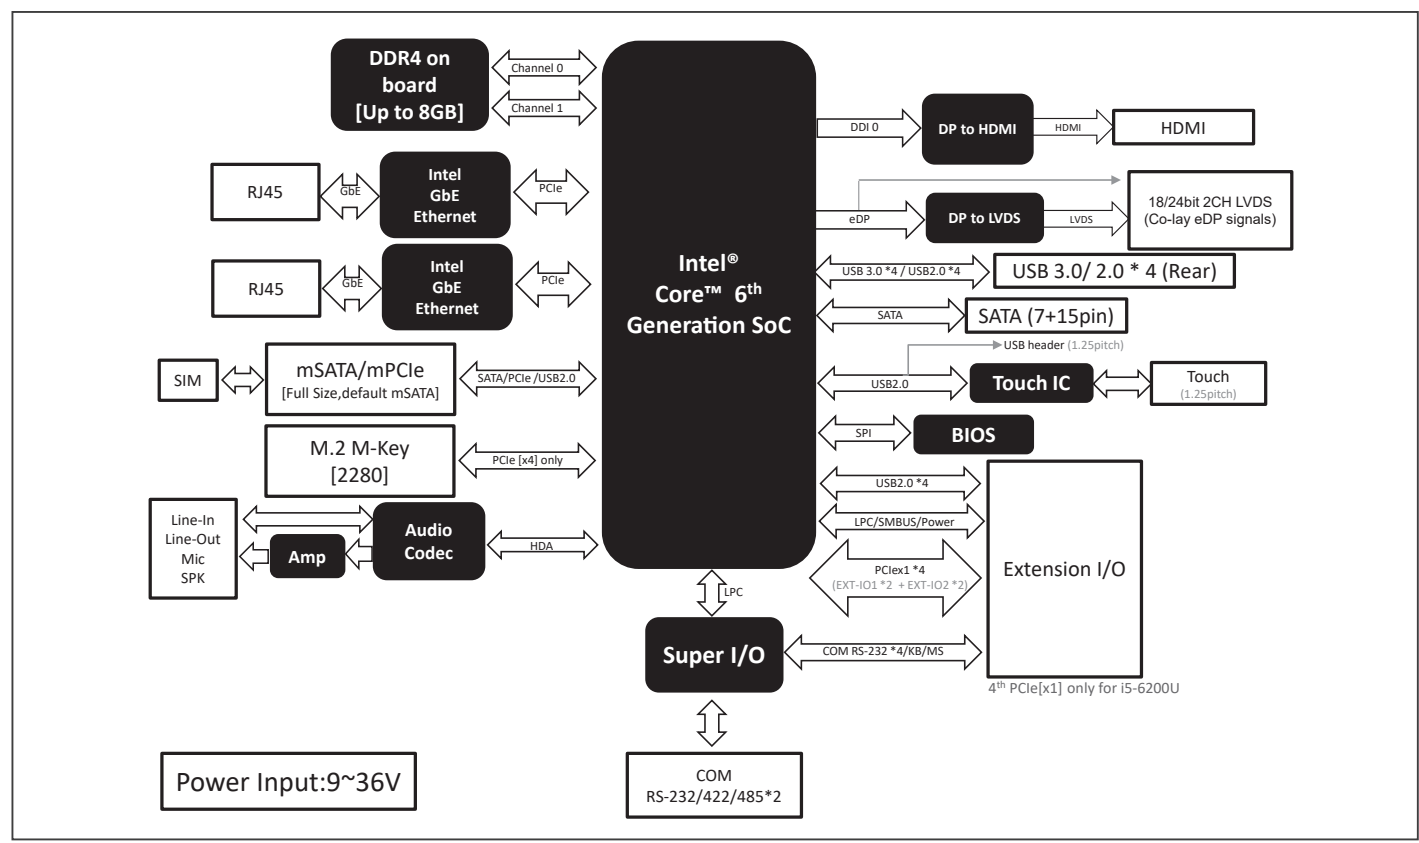 DDR4 on
board
[Up to 8GB]
Channel 0
Channel 1
RJ45
GbE
Intel
GbE
Ethernet
PCIe
RJ45
GbE
Intel
GbE
Ethernet
PCIe
SIM
mSATA/mPCIe
[Full Size,default mSATA]
SATA/PCIe /USB2.0
M.2 M-Key
[2280]
PCIe [x4] only
Line-In
Line-Out
Mic
SPK
Amp
Audio
Codec
HDA
Intel®
Core™ 6th
Generation SoC
DDI 0
DP to HDMI
HDMI
HDMI
eDP
DP to LVDS
LVDS
18/24bit 2CH LVDS
(Co-lay eDP signals)
USB 3.0 *4 / USB2.0 *4
USB 3.0/ 2.0 * 4 (Rear)
SATA
SATA (7+15pin)
USB header (1.25pitch)
USB2.0
Touch IC
Touch
(1.25pitch)
SPI
BIOS
USB2.0 *4
LPC/SMBUS/Power
PCIex1 *4
(EXT-IO1 *2 + EXT-IO2 *2)
Extension I/O
LPC
Super I/O
COM RS-232 *4/KB/MS
4th PCIe[x1] only for i5-6200U
COM
RS-232/422/485*2
Power Input:9~36V